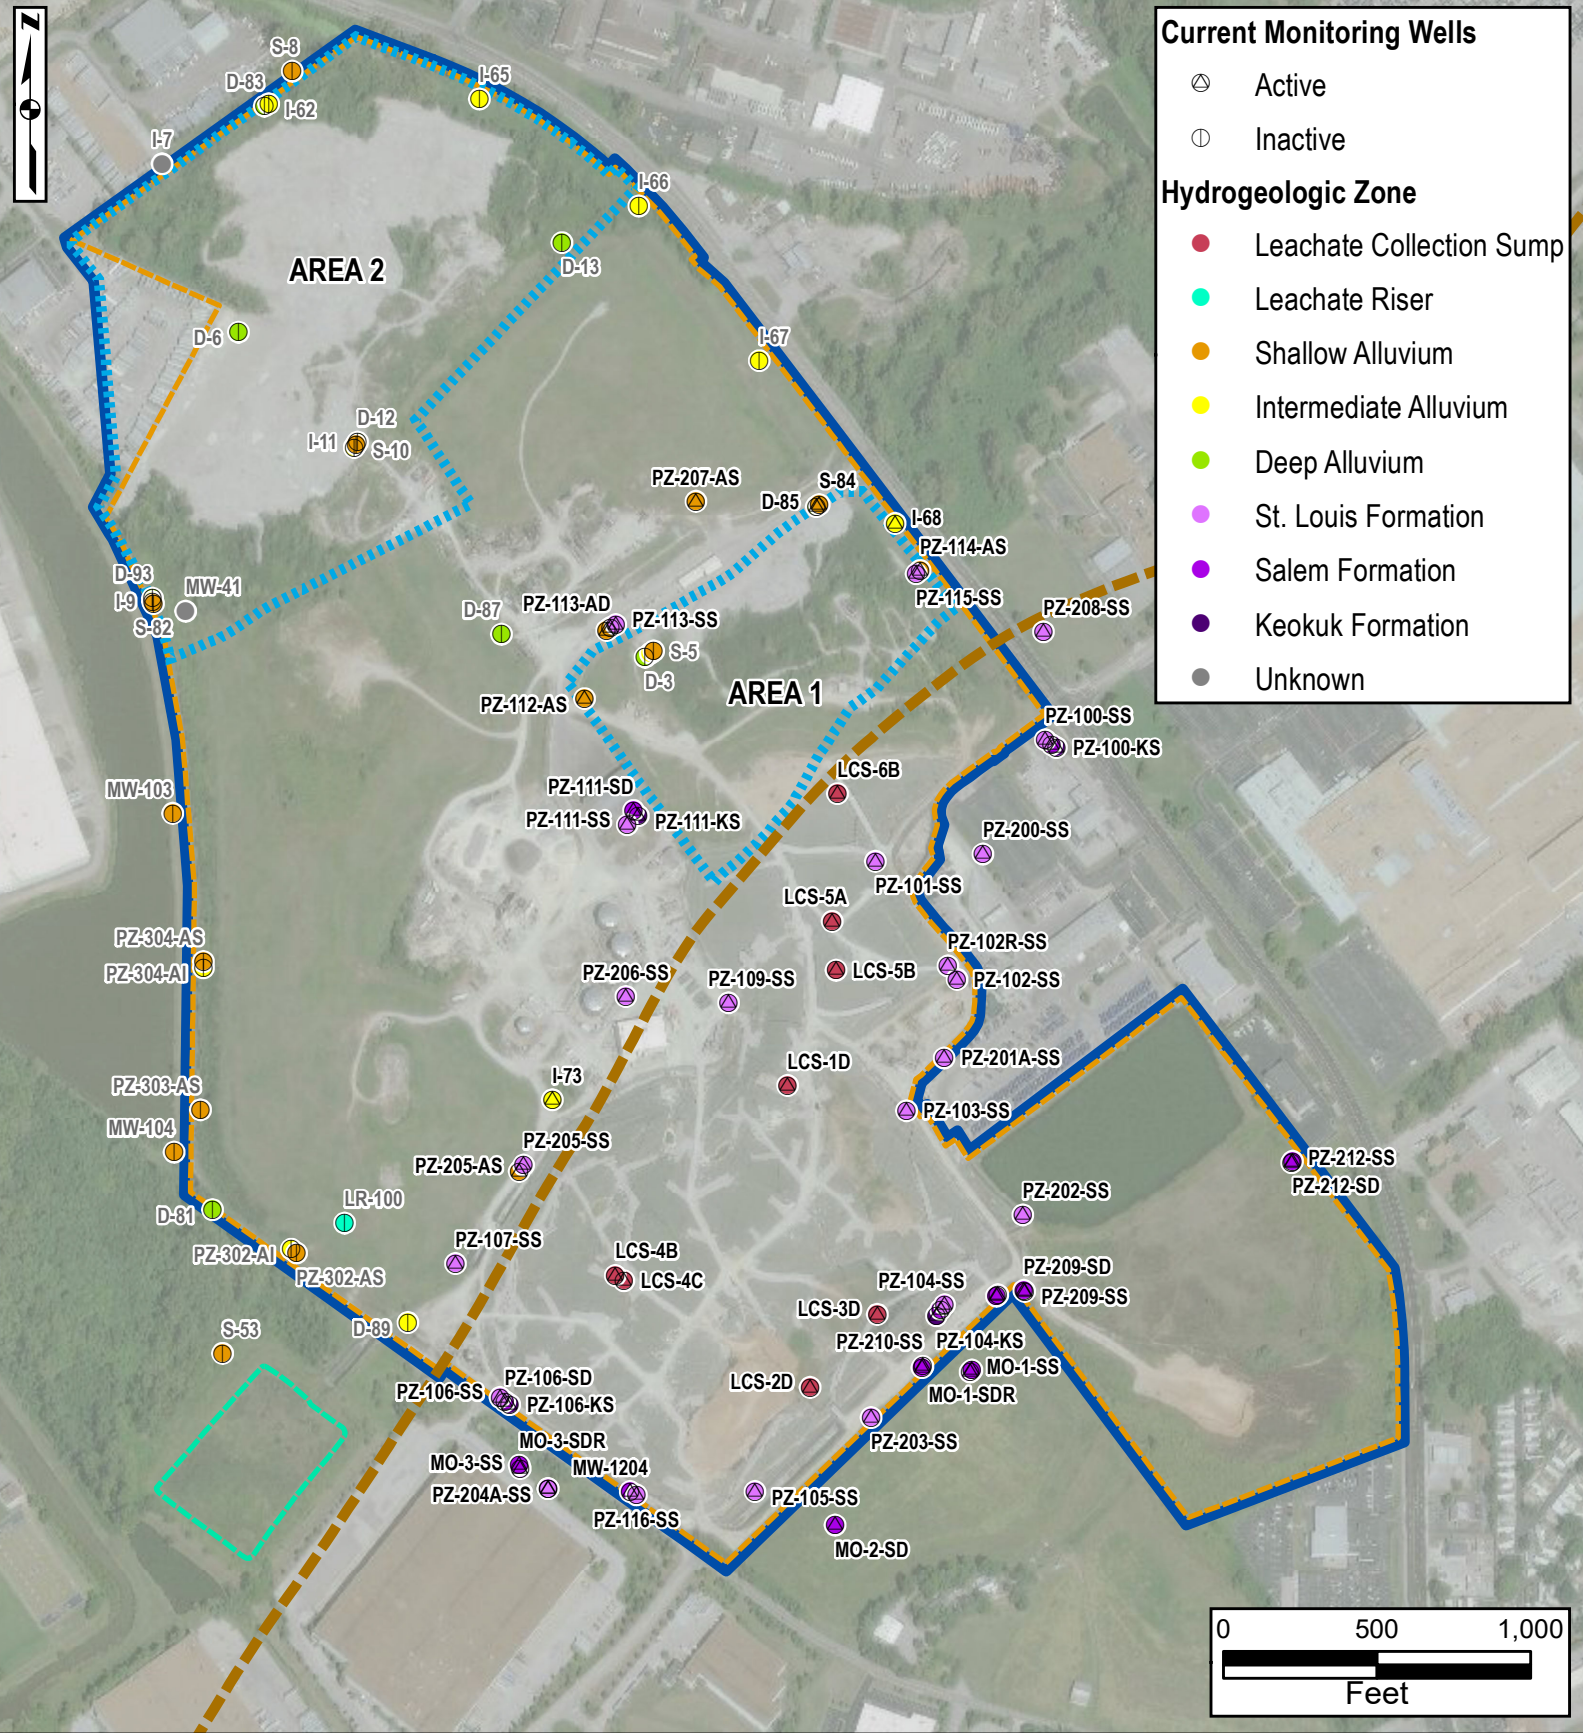 N
Current Monitoring Wells
Active
Inactive
Hydrogeologic Zone
Leachate Collection Sump
Leachate Riser
Shallow Alluvium
Intermediate Alluvium
Deep Alluvium
St. Louis Formation
Salem Formation
Keokuk Formation
Unknown
S-8
D-83
I-62
I-65
I-7
I-66
AREA 2
D-13
D-6
I-67
D-12
I-11
S-10
PZ-207-AS
S-84
D-85
I-68
PZ-114-AS
D-93
MW-41
I-9
S-82
D-87
PZ-113-AD
PZ-113-SS
PZ-115-SS
PZ-208-SS
S-5
D-3
AREA 1
PZ-112-AS
PZ-100-SS
PZ-100-KS
LCS-6B
MW-103
PZ-111-SD
PZ-111-SS
PZ-111-KS
PZ-200-SS
PZ-101-SS
LCS-5A
PZ-304-AS
PZ-304-AI
PZ-102R-SS
LCS-5B
PZ-102-SS
PZ-206-SS
PZ-109-SS
PZ-201A-SS
LCS-1D
I-73
PZ-303-AS
PZ-103-SS
MW-104
PZ-205-SS
PZ-205-AS
PZ-212-SS
PZ-212-SD
LR-100
D-81
PZ-202-SS
PZ-107-SS
PZ-302-AI
PZ-302-AS
LCS-4B
LCS-4C
PZ-104-SS
PZ-209-SD
PZ-209-SS
LCS-3D
D-89
S-53
PZ-210-SS
PZ-104-KS
MO-1-SS
MO-1-SDR
LCS-2D
PZ-106-SD
PZ-106-SS
PZ-106-KS
PZ-203-SS
MO-3-SDR
MO-3-SS
MW-1204
PZ-204A-SS
PZ-105-SS
PZ-116-SS
MO-2-SD
0 500 1,000
Feet